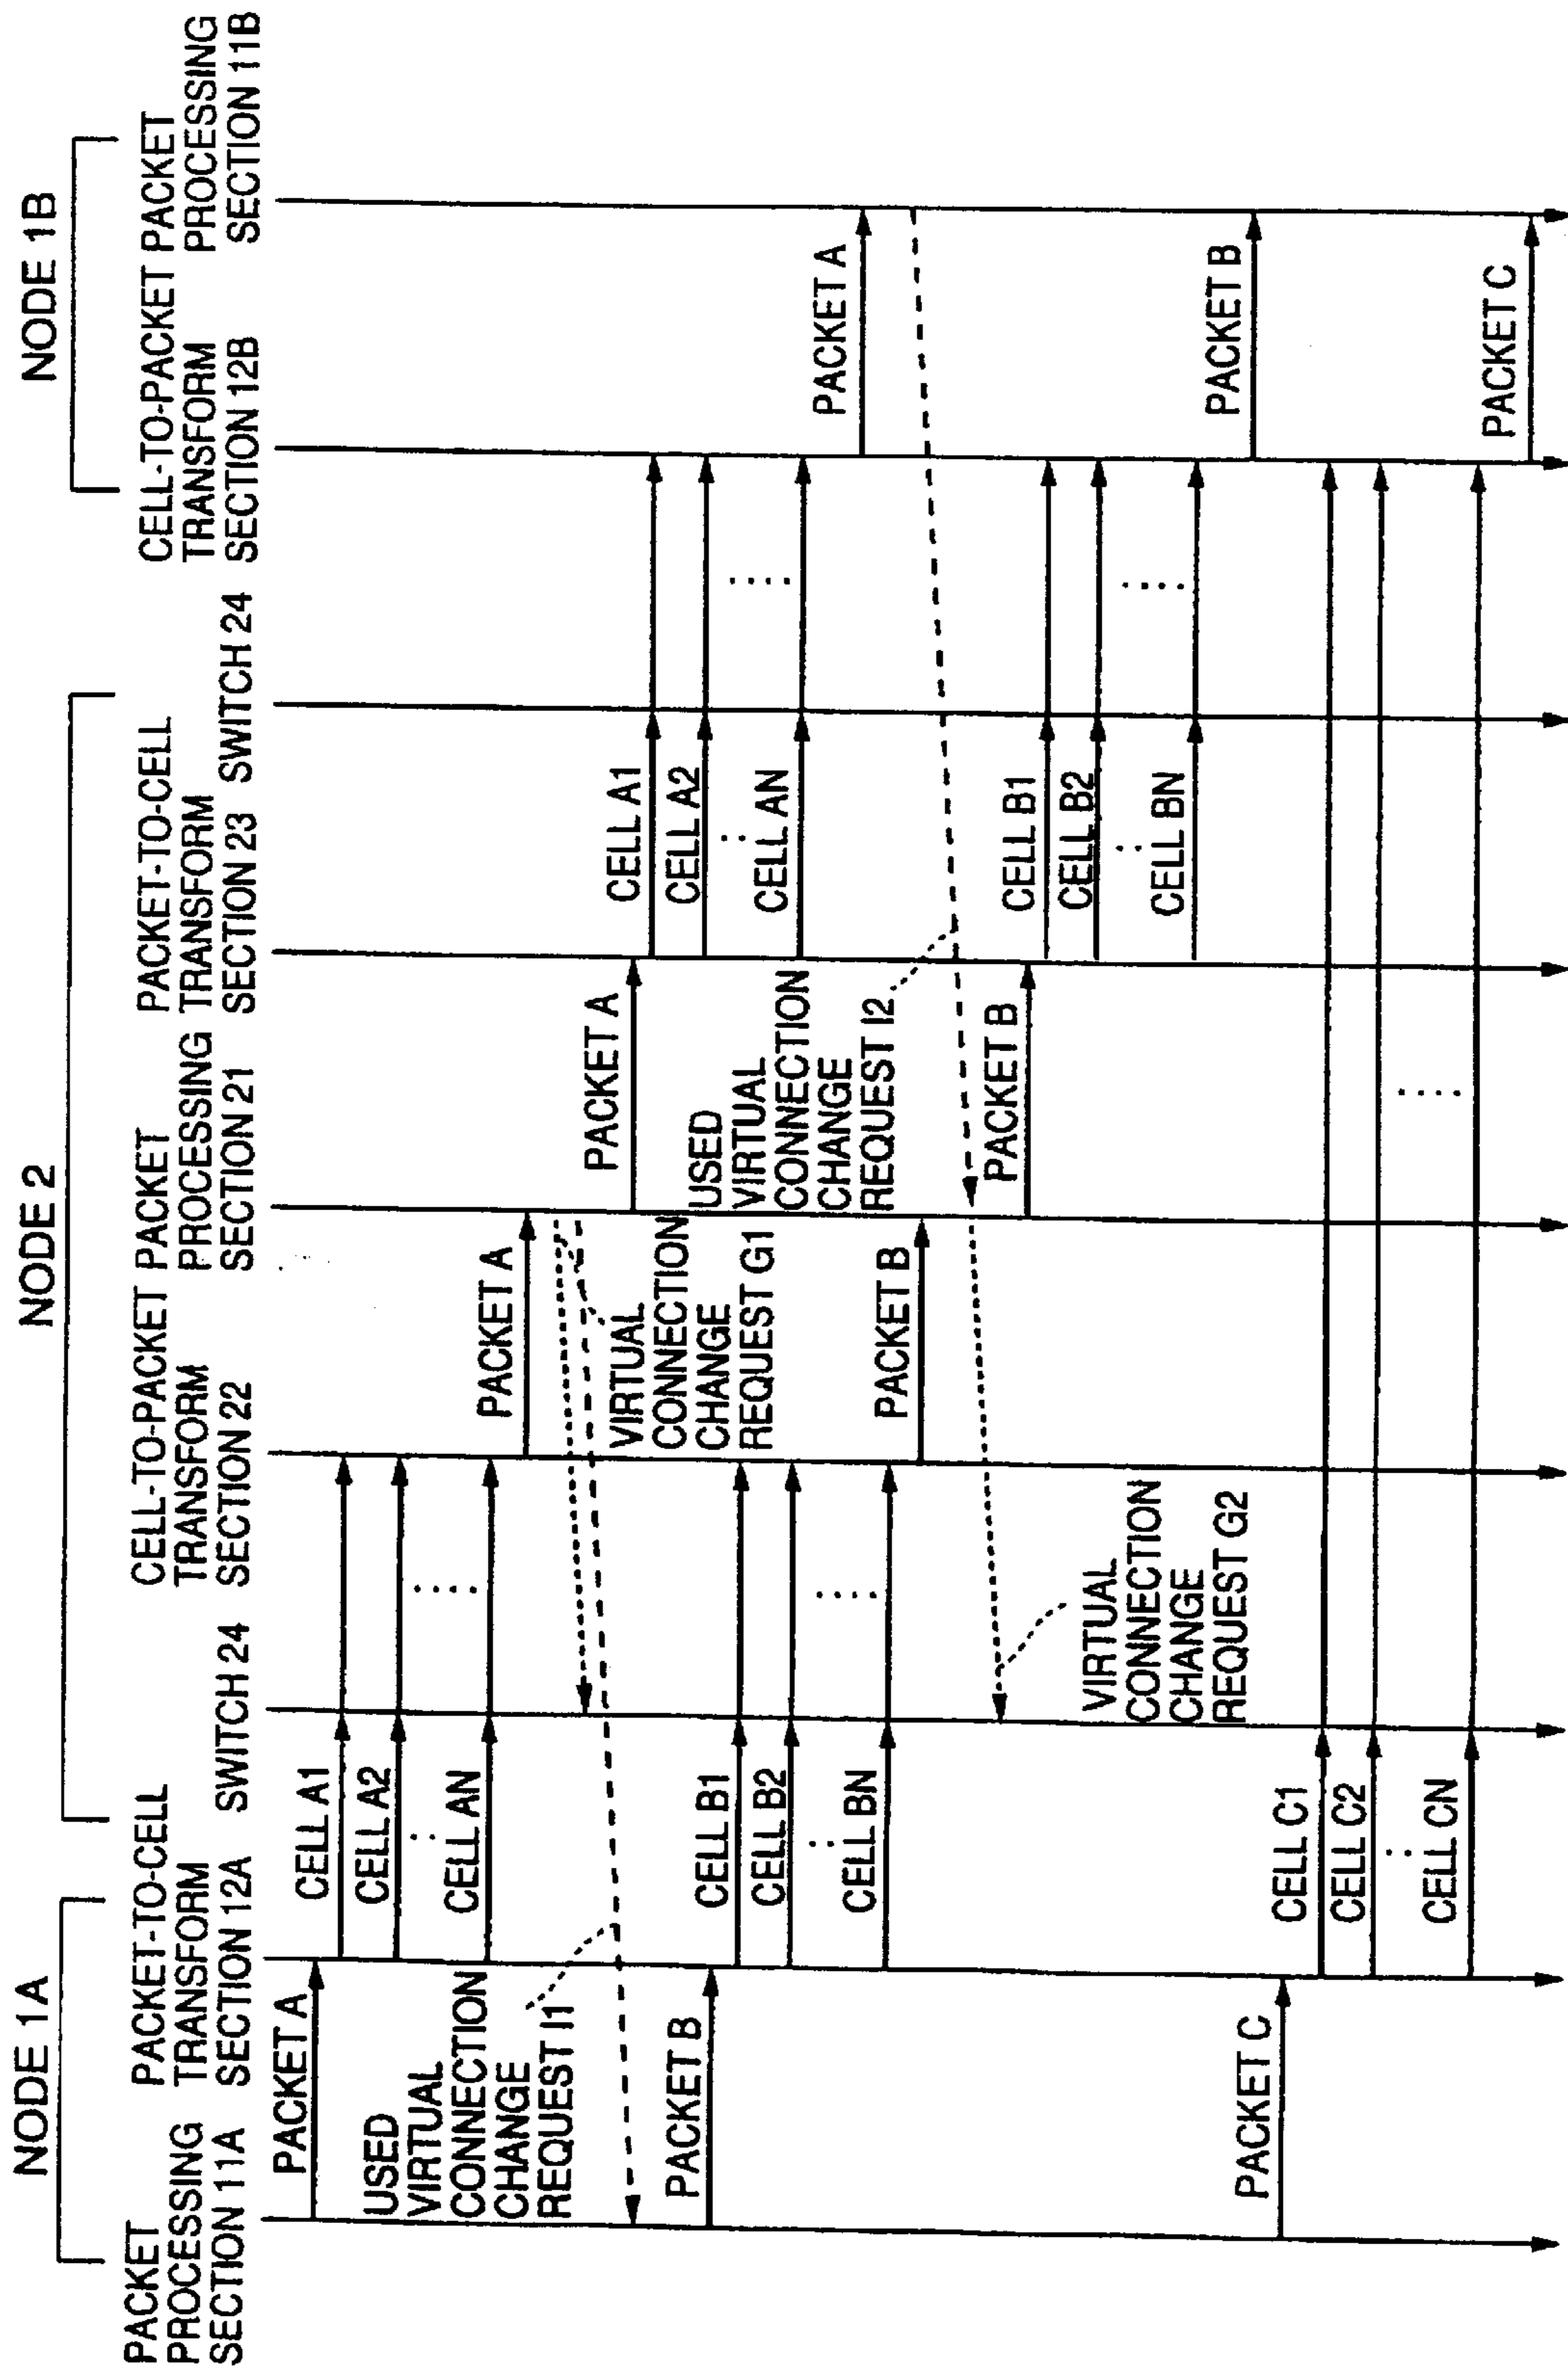 NODE 1A
NODE 2
NODE 1B
PACKET
PROCESSING
SECTION 11A
PACKET-TO-CELL
TRANSFORM
SECTION 12A
SWITCH 24
CELL-TO-PACKET
TRANSFORM
SECTION 22
PACKET
PROCESSING
SECTION 21
PACKET-TO-CELL
TRANSFORM
SECTION 23
SWITCH 24
CELL-TO-PACKET
TRANSFORM
SECTION 12B
PACKET
PROCESSING
SECTION 11B
PACKET A
CELL A1
CELL A2
CELL AN
PACKET A
VIRTUAL
CONNECTION
CHANGE
REQUEST G1
USED
VIRTUAL
CONNECTION
CHANGE
REQUEST I1
PACKET A
CELL A1
CELL A2
CELL AN
PACKET A
PACKET B
CELL B1
CELL B2
CELL BN
PACKET B
USED
VIRTUAL
CONNECTION
CHANGE
REQUEST I2
VIRTUAL
CONNECTION
CHANGE
REQUEST G2
PACKET B
CELL B1
CELL B2
CELL BN
PACKET B
PACKET C
CELL C1
CELL C2
CELL CN
PACKET C